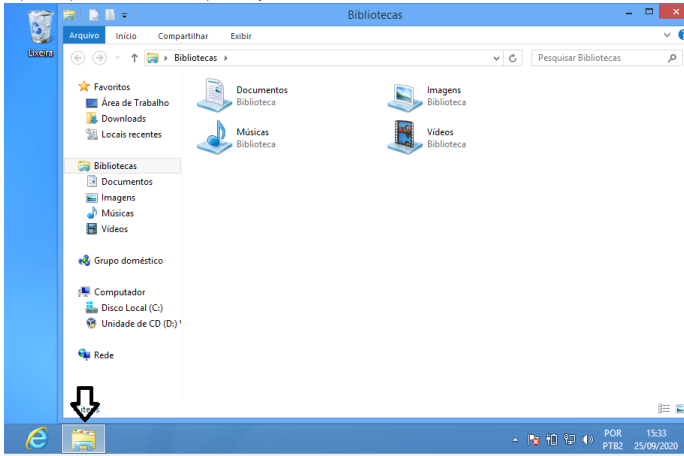 Bibliotecas
Arquivo Início Compartilhar Exibir
Bibliotecas
Pesquisar Bibliotecas
Lixeira
Favoritos
Área de Trabalho
Downloads
Locais recentes
Bibliotecas
Documentos
Imagens
Músicas
Vídeos
Grupo doméstico
Computador
Disco Local (C:)
Unidade de CD (D:)
Rede
Documentos
Biblioteca
Imagens
Biblioteca
Músicas
Biblioteca
Vídeos
Biblioteca
POR 15:33
PTB2 25/09/2020